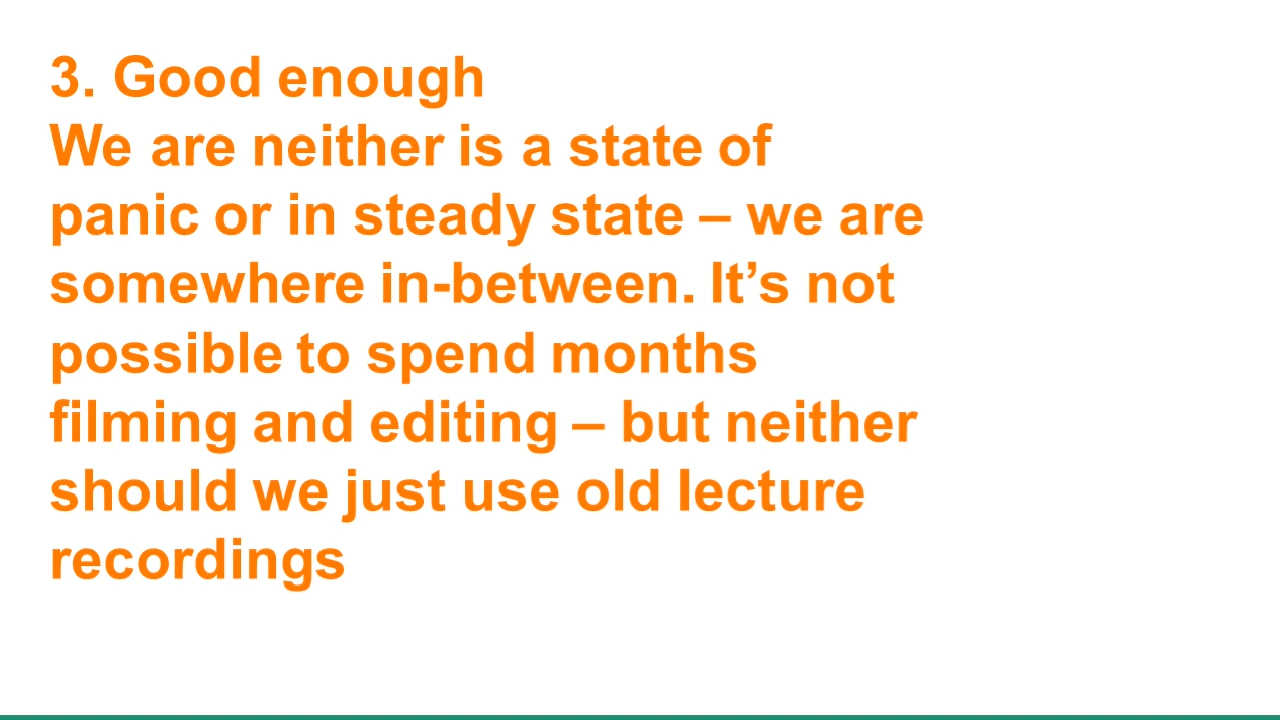 3. Good enough
We are neither is a state of
panic or in steady state – we are
somewhere in-between. It’s not
possible to spend months
filming and editing – but neither
should we just use old lecture
recordings